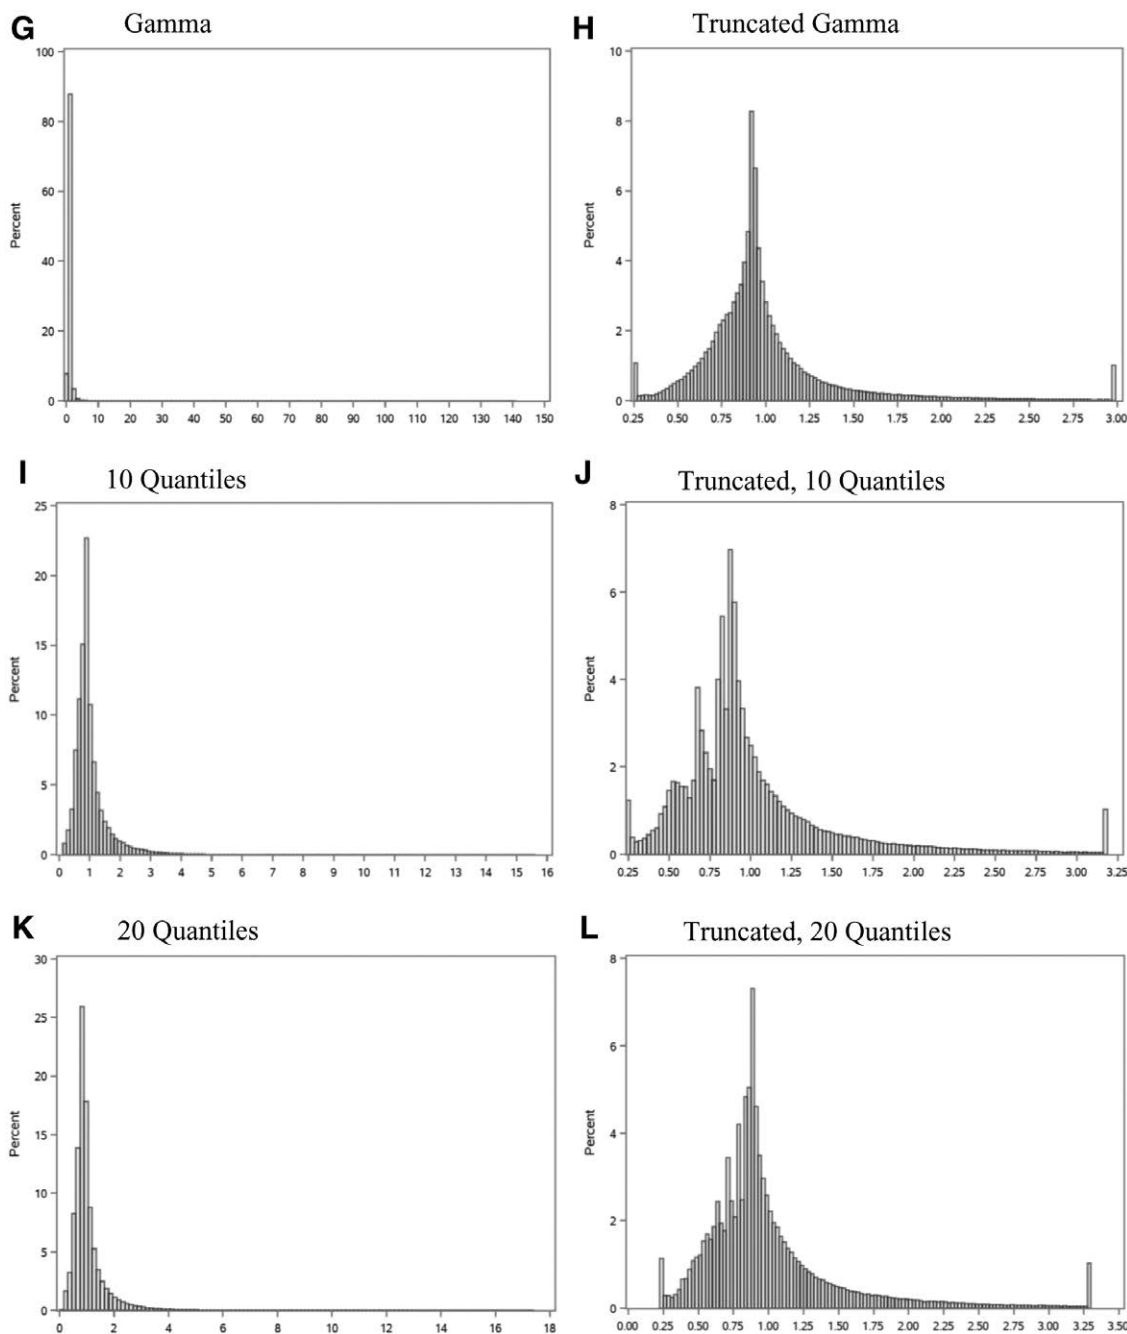 G Gamma
100
80
60
40
20
0
Percent
0 10 20 30 40 50 60 70 80 90 100 110 120 130 140 150
H Truncated Gamma
10
8
6
4
2
0
Percent
0.25 0.50 0.75 1.00 1.25 1.50 1.75 2.00 2.25 2.50 2.75 3.00
I 10 Quantiles
25
20
15
10
5
0
Percent
0 1 2 3 4 5 6 7 8 9 10 11 12 13 14 15 16
J Truncated, 10 Quantiles
8
6
4
2
0
Percent
0.25 0.50 0.75 1.00 1.25 1.50 1.75 2.00 2.25 2.50 2.75 3.00 3.25
K 20 Quantiles
30
25
20
15
10
5
0
Percent
0 2 4 6 8 10 12 14 16 18
L Truncated, 20 Quantiles
8
6
4
2
0
Percent
0.00 0.25 0.50 0.75 1.00 1.25 1.50 1.75 2.00 2.25 2.50 2.75 3.00 3.25 3.50